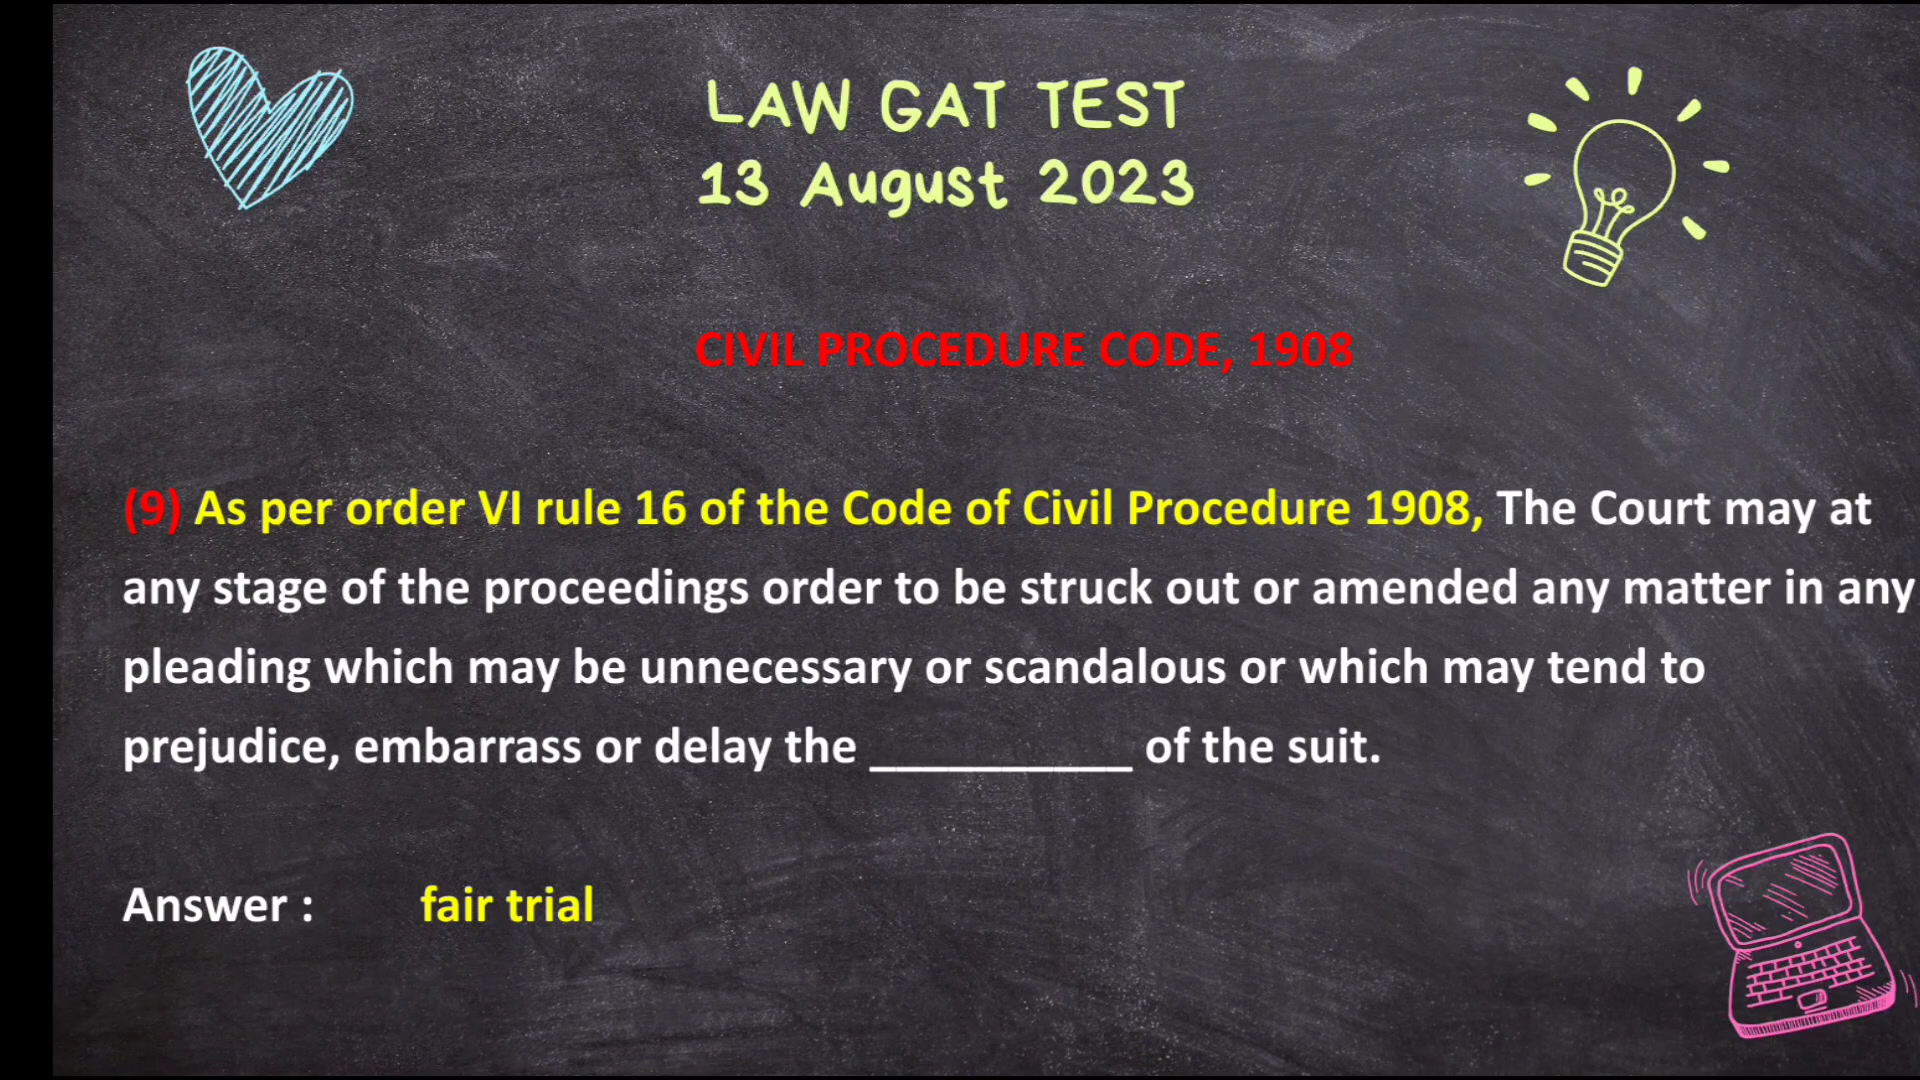 LAW GAT TEST
13 August 2023
CIVIL PROCEDURE CODE, 1908
(9) As per order VI rule 16 of the Code of Civil Procedure 1908, The Court may at
any stage of the proceedings order to be struck out or amended any matter in any
pleading which may be unnecessary or scandalous or which may tend to
prejudice, embarrass or delay the __________ of the suit.
Answer : fair trial